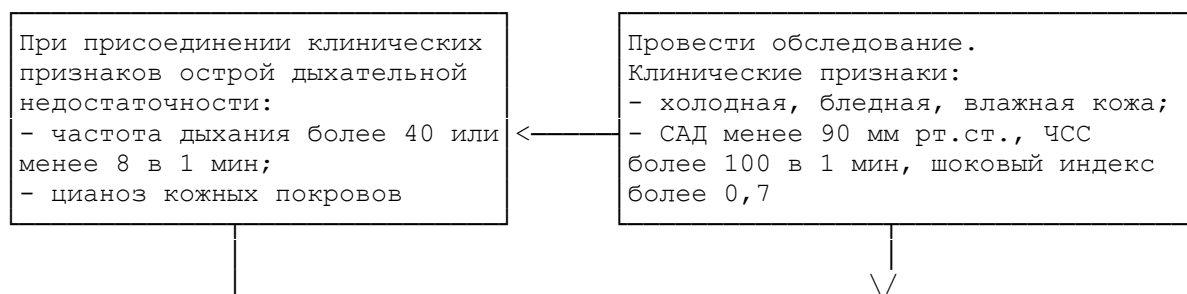 При присоединении клинических
признаков острой дыхательной
недостаточности:
- частота дыхания более 40 или
менее 8 в 1 мин;
- цианоз кожных покровов
Провести обследование.
Клинические признаки:
- холодная, бледная, влажная кожа;
- САД менее 90 мм рт.ст., ЧСС
более 100 в 1 мин, шоковый индекс
более 0,7